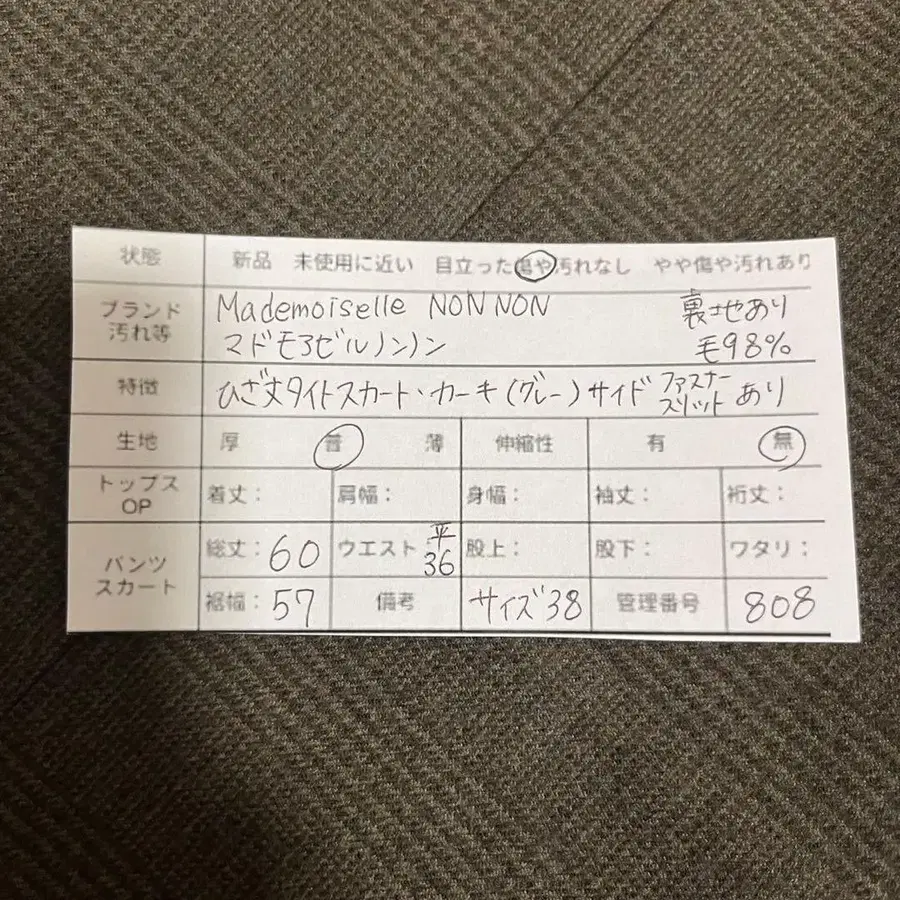 状態 新品 未使用に近い 目立った傷や汚れなし やや傷や汚れあり
ブランド Mademoiselle NON NON 裏地あり
汚れ等 マドモアゼルノンノン 毛98%
特徴 ひざ丈タイトスカート・カーキ(グレー)サイド ファスナー スリット あり
生地 厚 普 薄 伸縮性 有 無
トップス OP 着丈: 肩幅: 身幅: 袖丈: 裄丈:
パンツ スカート 総丈:60 ウエスト 平36 股上: 股下: ワタリ:
裾幅:57 備考 サイズ38 管理番号 808